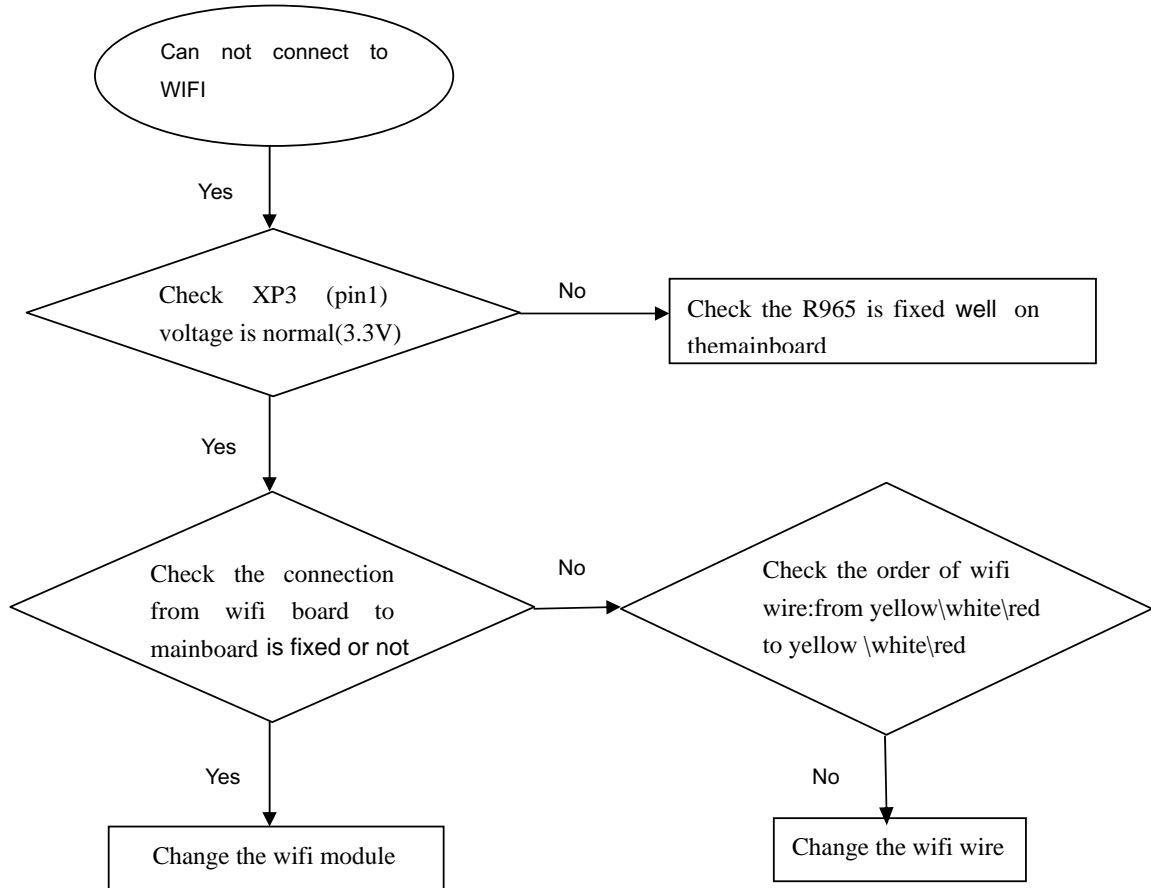 Can not connect to
WIFI
Yes
Check XP3 (pin1)
voltage is normal(3.3V)
No
Check the R965 is fixed well on
themainboard
Yes
Check the connection
from wifi board to
mainboard is fixed or not
No
Check the order of wifi
wire:from yellow\white\red
to yellow \white\red
Yes
No
Change the wifi module
Change the wifi wire